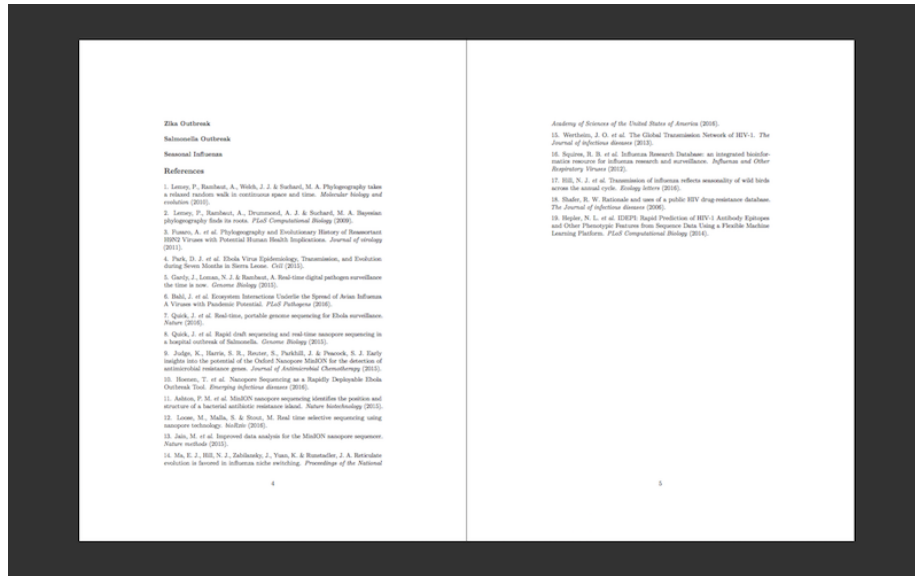 Zika Outbreak
Salmonella Outbreak
Seasonal Influenza
References
1. Lemey, P., Rambaut, A., Welch, J. J. & Suchard, M. A. Phylogeography takes
a relaxed random walk in continuous space and time. Molecular biology and
evolution (2010).
2. Lemey, P., Rambaut, A., Drummond, A. J. & Suchard, M. A. Bayesian
phylogeography finds its roots. PLoS Computational Biology (2009).
3. Fusaro, A. et al. Phylogeography and Evolutionary History of Reassortant
H9N2 Viruses with Potential Human Health Implications. Journal of virology
(2011).
4. Park, D. J. et al. Ebola Virus Epidemiology, Transmission, and Evolution
during Seven Months in Sierra Leone. Cell (2015).
5. Gardy, J., Loman, N. J. & Rambaut, A. Real-time digital pathogen surveillance
the time is now. Genome Biology (2015).
6. Bahl, J. et al. Ecosystem Interactions Underlie the Spread of Avian Influenza
A Viruses with Pandemic Potential. PLoS Pathogens (2016).
7. Quick, J. et al. Real-time, portable genome sequencing for Ebola surveillance.
Nature (2016).
8. Quick, J. et al. Rapid draft sequencing and real-time nanopore sequencing in
a hospital outbreak of Salmonella. Genome Biology (2015).
9. Judge, K., Harris, S. R., Reuter, S., Parkhill, J. & Peacock, S. J. Early
insights into the potential of the Oxford Nanopore MinION for the detection of
antimicrobial resistance genes. Journal of Antimicrobial Chemotherapy (2015).
10. Hoenen, T. et al. Nanopore Sequencing as a Rapidly Deployable Ebola
Outbreak Tool. Emerging infectious diseases (2016).
11. Ashton, P. M. et al. MinION nanopore sequencing identifies the position and
structure of a bacterial antibiotic resistance island. Nature biotechnology (2015).
12. Loose, M., Malla, S. & Stout, M. Real time selective sequencing using
nanopore technology. bioRxiv (2016).
13. Jain, M. et al. Improved data analysis for the MinION nanopore sequencer.
Nature methods (2015).
14. Ma, E. J., Hill, N. J., Zabilansky, J., Yuan, K. & Runstadler, J. A. Reticulate
evolution is favored in influenza niche switching. Proceedings of the National
4
Academy of Sciences of the United States of America (2016).
15. Wertheim, J. O. et al. The Global Transmission Network of HIV-1. The
Journal of infectious diseases (2013).
16. Squires, R. B. et al. Influenza Research Database: an integrated bioinfor-
matics resource for influenza research and surveillance. Influenza and Other
Respiratory Viruses (2012).
17. Hill, N. J. et al. Transmission of influenza reflects seasonality of wild birds
across the annual cycle. Ecology letters (2016).
18. Shafer, R. W. Rationale and uses of a public HIV drug-resistance database.
The Journal of infectious diseases (2006).
19. Hepler, N. L. et al. IDEPI: Rapid Prediction of HIV-1 Antibody Epitopes
and Other Phenotypic Features from Sequence Data Using a Flexible Machine
Learning Platform. PLoS Computational Biology (2014).
5